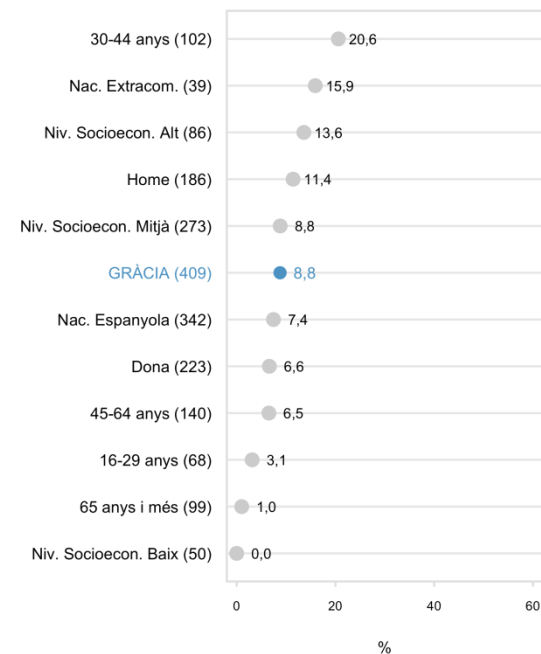 30-44 anys (102) 20,6
Nac. Extracom. (39) 15,9
Niv. Socioecon. Alt (86) 13,6
Home (186) 11,4
Niv. Socioecon. Mitjà (273) 8,8
GRÀCIA (409) 8,8
Nac. Espanyola (342) 7,4
Dona (223) 6,6
45-64 anys (140) 6,5
16-29 anys (68) 3,1
65 anys i més (99) 1,0
Niv. Socioecon. Baix (50) 0,0
0 20 40 60
%